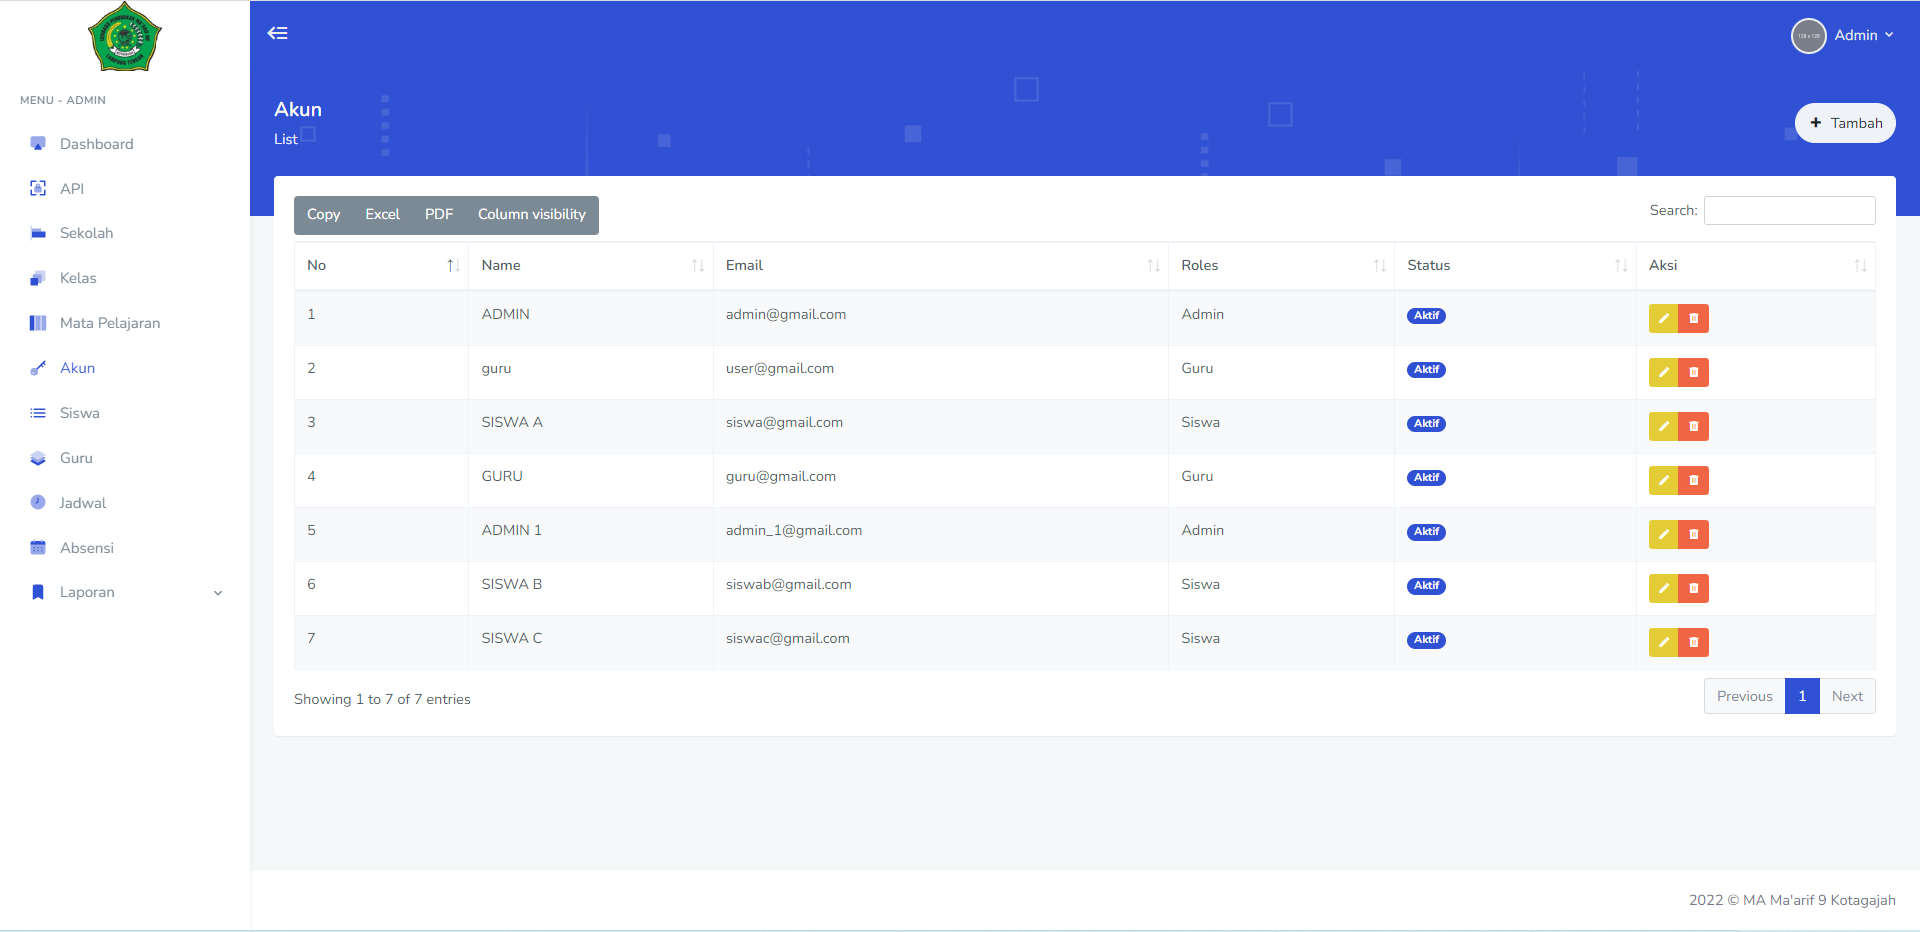 Admin
MENU - ADMIN
Dashboard
API
Sekolah
Kelas
Mata Pelajaran
Akun
Siswa
Guru
Jadwal
Absensi
Laporan
Akun
List
Tambah
Copy Excel PDF Column visibility
Search:
No Name Email Roles Status Aksi
1 ADMIN admin@gmail.com Admin Aktif
2 guru user@gmail.com Guru Aktif
3 SISWA A siswa@gmail.com Siswa Aktif
4 GURU guru@gmail.com Guru Aktif
5 ADMIN 1 admin_1@gmail.com Admin Aktif
6 SISWA B siswab@gmail.com Siswa Aktif
7 SISWA C siswac@gmail.com Siswa Aktif
Showing 1 to 7 of 7 entries
Previous 1 Next
2022 © MA Ma'arif 9 Kotagajah